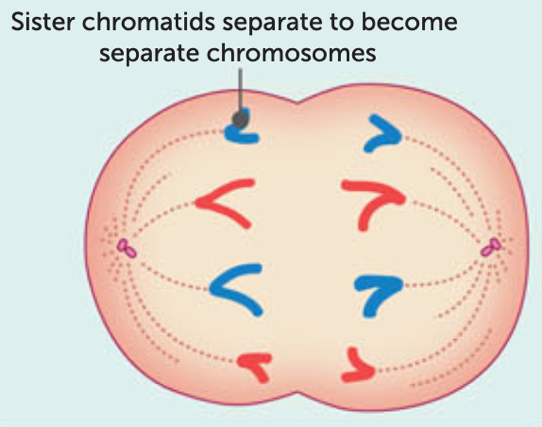 Sister chromatids separate to become
separate chromosomes